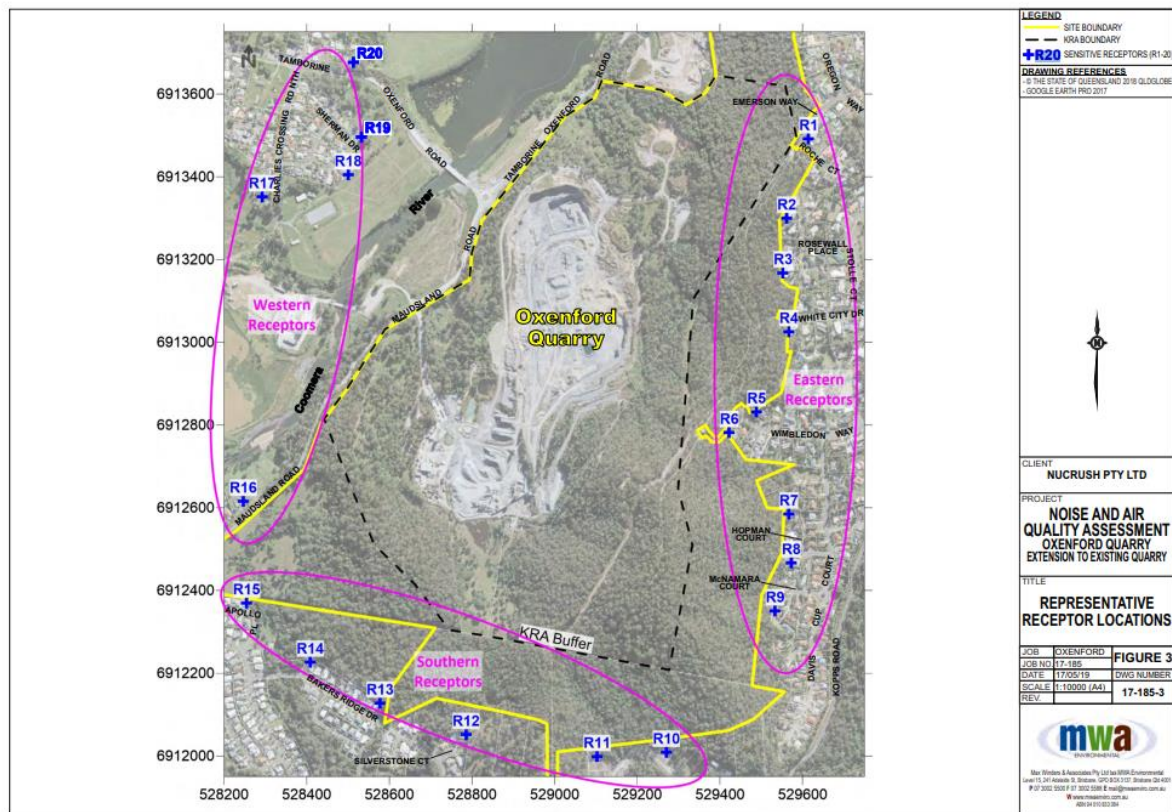 6913600
6913400
6913200
6913000
6912800
6912600
6912400
6912200
6912000
528200
528400
528600
528800
529000
529200
529400
529600
TAMBORINE
R20
OXENFORD
ROAD
CHARLIES CROSSING RD NTH
SHERMAN DR
R19
R18
R17
River
TAMBORINE OXENFORD ROAD
MAUDSLAND ROAD
Western
Receptors
Coomera
R16
MAUDSLAND ROAD
Oxenford
Quarry
OREGON WAY
EMERSON WAY
R1
ROCHE CT
R2
ROSEWALL
PLACE
R3
STOLLE CT
R4
WHITE CITY DR
Eastern
Receptors
R5
R6
WIMBLEDON WAY
R7
HOPMAN
COURT
R8
McNAMARA
COURT
R9
DAVIS CUP COURT
KOPPS ROAD
KRA Buffer
R15
APOLLO PL
R14
Southern
Receptors
R13
BAKERS RIDGE DR
R12
SILVERSTONE CT
R11
R10
N
LEGEND
SITE BOUNDARY
KRA BOUNDARY
R20 SENSITIVE RECEPTORS (R1-20)
DRAWING REFERENCES
- © THE STATE OF QUEENSLAND 2018 QLDGLOBE
- GOOGLE EARTH PRO 2017
CLIENT
NUCRUSH PTY LTD
PROJECT
NOISE AND AIR
QUALITY ASSESSMENT
OXENFORD QUARRY
EXTENSION TO EXISTING QUARRY
TITLE
REPRESENTATIVE
RECEPTOR LOCATIONS
JOB OXENFORD
JOB NO. 17-185
DATE 17/05/19
SCALE 1:10000 (A4)
REV.
FIGURE 3
DWG NUMBER
17-185-3
mwa
ENVIRONMENTAL